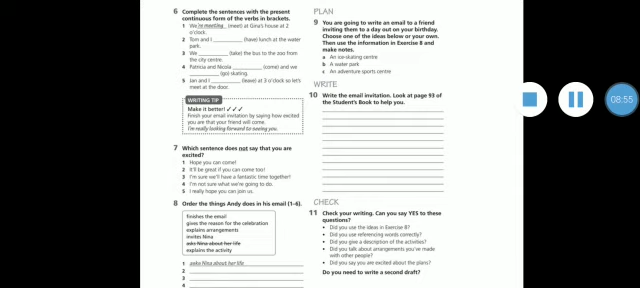 6 Complete the sentences with the present
continuous form of the verbs in brackets.
1 We 're meeting (meet) at Gina's house at 2
o'clock.
2 Tom and I ________ (have) lunch at the water
park.
3 We ________ (take) the bus to the zoo from
the city centre.
4 Patricia and Nicola ________ (come) and we
________ (go) skating.
5 Jan and I ________ (leave) at 3 o'clock so let's
meet at the door.
WRITING TIP
Make it better! ✓ ✓ ✓
Finish your email invitation by saying how excited
you are that your friend will come.
I'm really looking forward to seeing you.
7 Which sentence does not say that you are
excited?
1 Hope you can come!
2 It'll be great if you can come too!
3 I'm sure we'll have a fantastic time together!
4 I'm not sure what we're going to do.
5 I really hope you can join us.
8 Order the things Andy does in his email (1–6).
finishes the email
gives the reason for the celebration
explains arrangements
invites Nina
asks Nina about her life
explains the activity
1 asks Nina about her life
2
3
4
PLAN
9 You are going to write an email to a friend
inviting them to a day out on your birthday.
Choose one of the ideas below or your own.
Then use the information in Exercise 8 and
make notes.
a An ice-skating centre
b A water park
c An adventure sports centre
WRITE
10 Write the email invitation. Look at page 93 of
the Student's Book to help you.
CHECK
11 Check your writing. Can you say YES to these
questions?
• Did you use the ideas in Exercise 8?
• Did you use referencing words correctly?
• Did you give a description of the activities?
• Did you talk about arrangements you've made
with other people?
• Did you say you are excited about the plans?
Do you need to write a second draft?
08:55